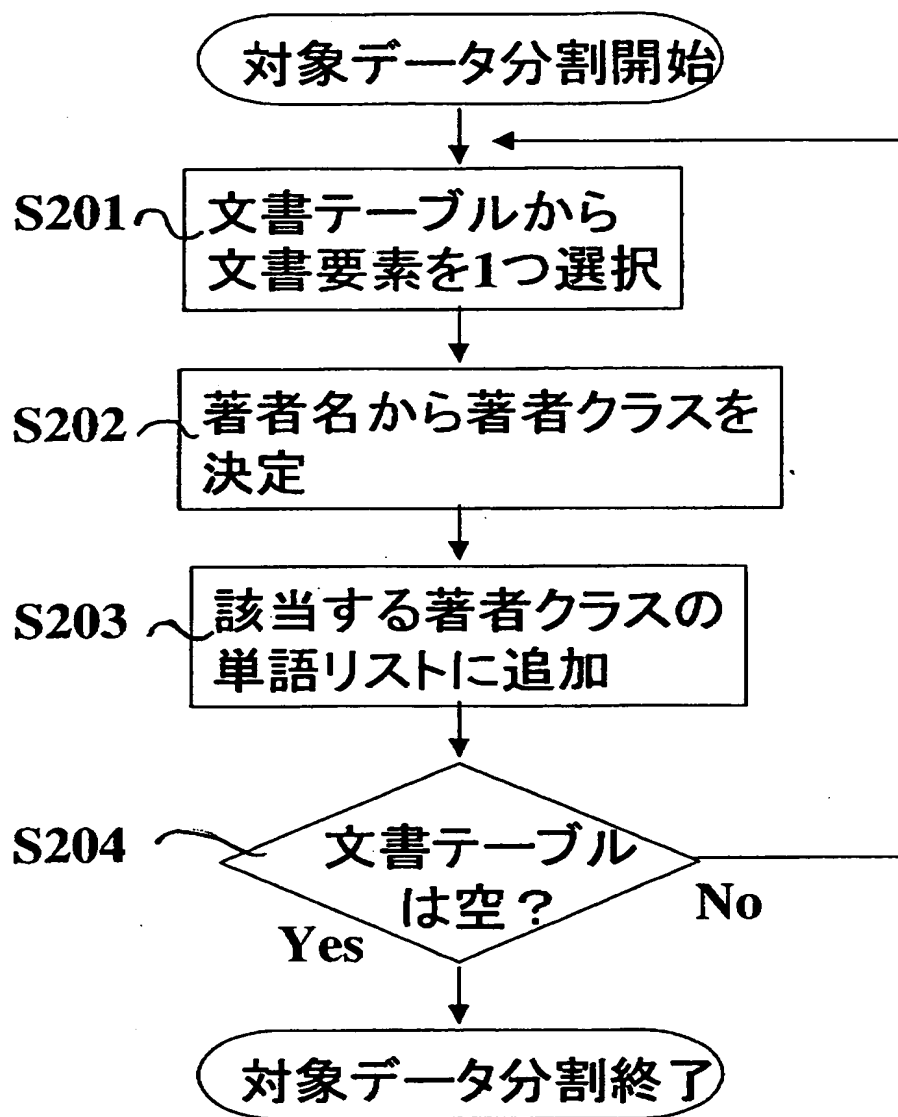 対象データ分割開始
S201
文書テーブルから
文書要素を1つ選択
S202
著者名から著者クラスを
決定
S203
該当する著者クラスの
単語リストに追加
S204
文書テーブル
は空?
No
Yes
対象データ分割終了